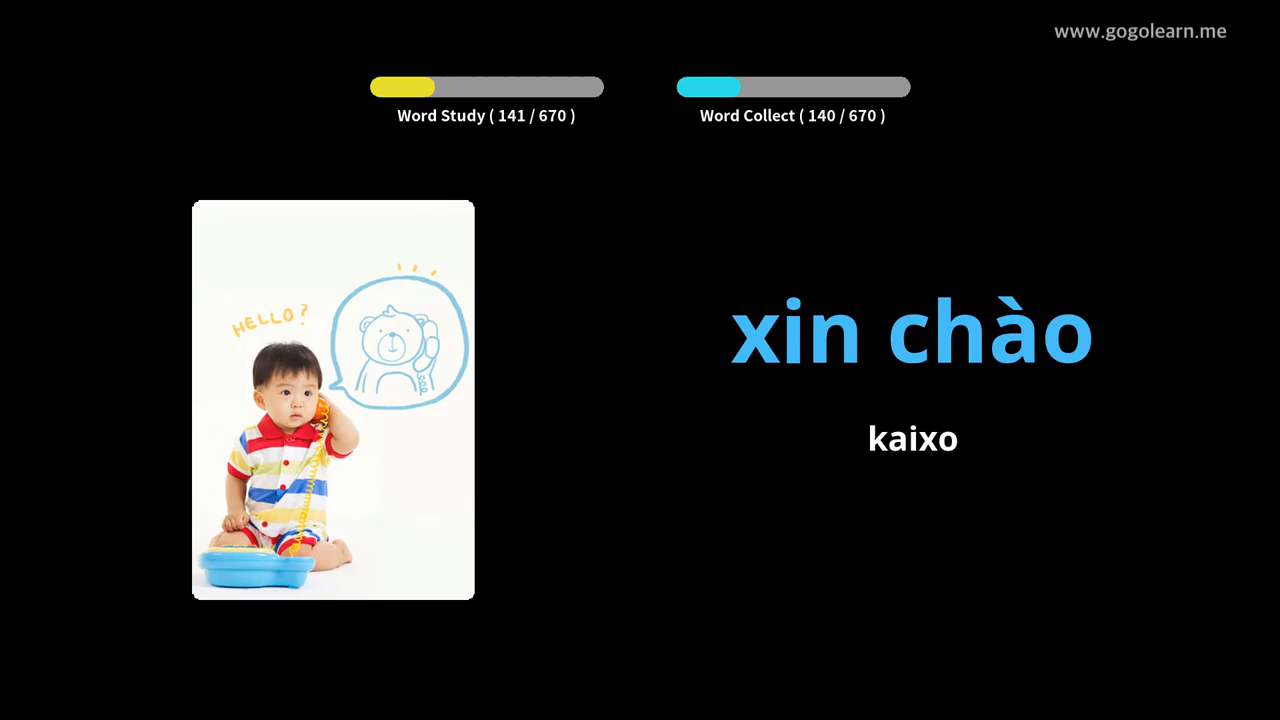 www.gogolearn.me
Word Study ( 141 / 670 )
Word Collect ( 140 / 670 )
HELLO?
xin chào
kaixo